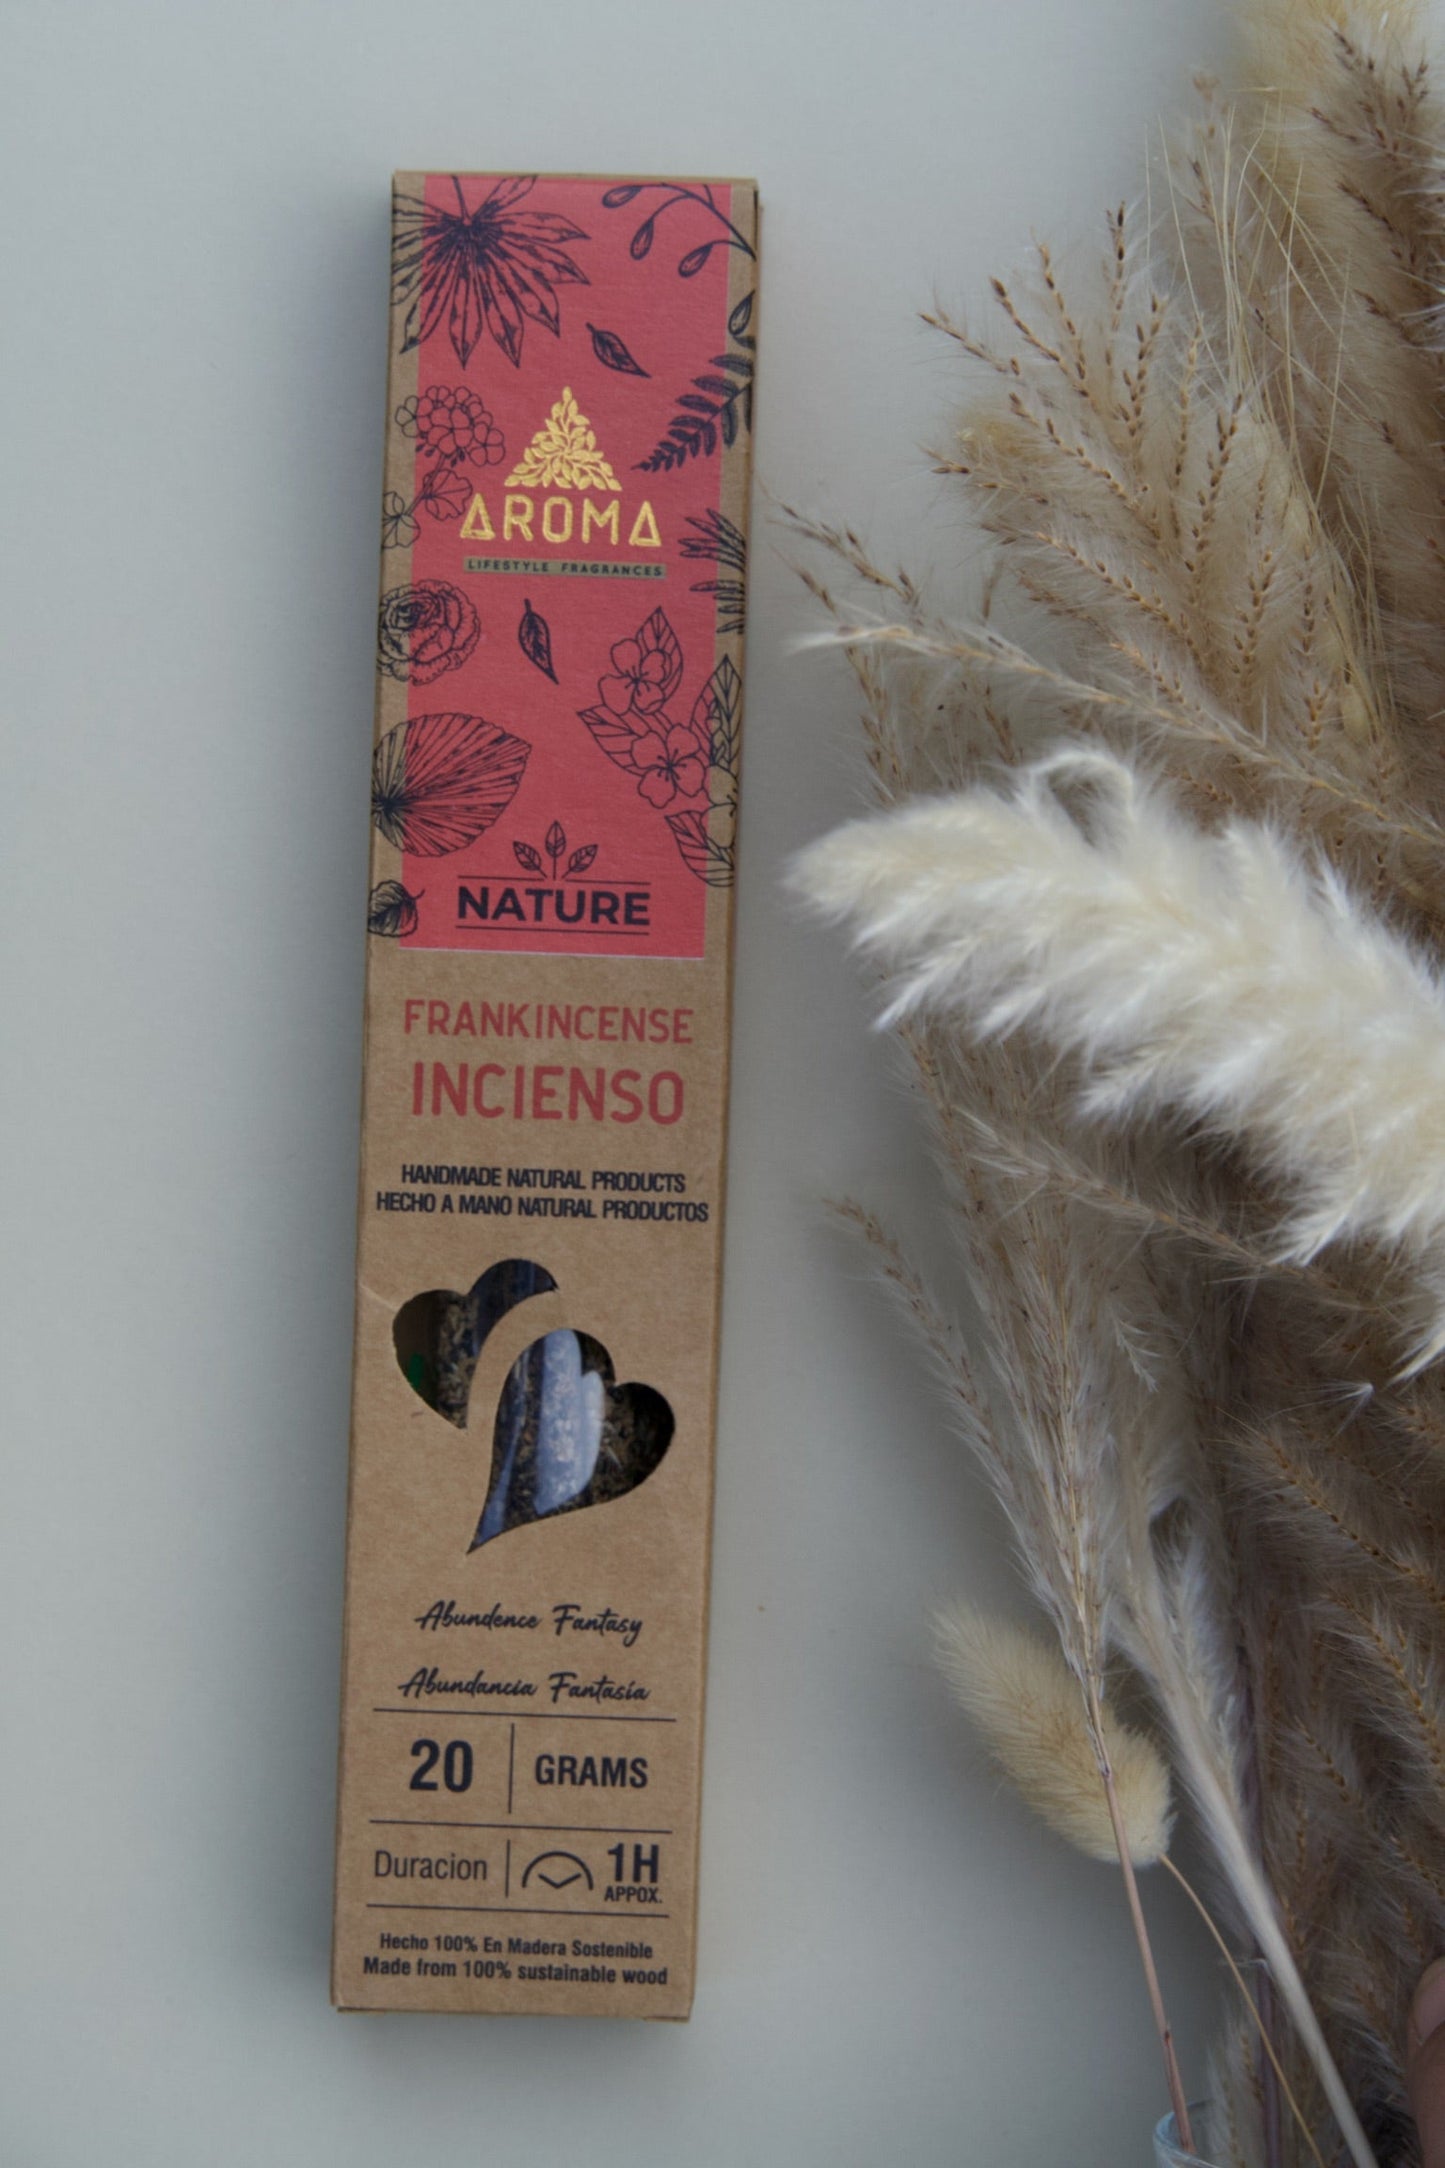 AROMA
LIFESTYLE FRAGRANCES
NATURE
FRANKINCENSE
INCIENSO
HANDMADE NATURAL PRODUCTS
HECHO A MANO NATURAL PRODUCTOS
Abundence Fantasy
Abundancia Fantasía
20 GRAMS
Duracion 1H
APPOX.
Hecho 100% En Madera Sostenible
Made from 100% sustainable wood